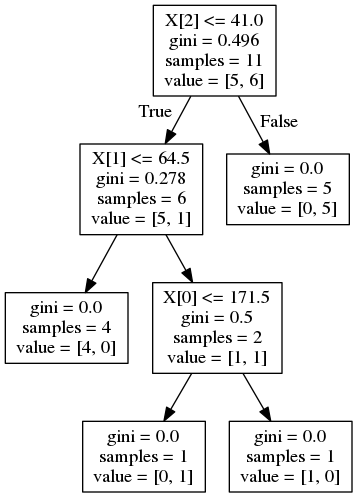 X[2] <= 41.0
gini = 0.496
samples = 11
value = [5, 6]
True
False
X[1] <= 64.5
gini = 0.278
samples = 6
value = [5, 1]
gini = 0.0
samples = 5
value = [0, 5]
gini = 0.0
samples = 4
value = [4, 0]
X[0] <= 171.5
gini = 0.5
samples = 2
value = [1, 1]
gini = 0.0
samples = 1
value = [0, 1]
gini = 0.0
samples = 1
value = [1, 0]